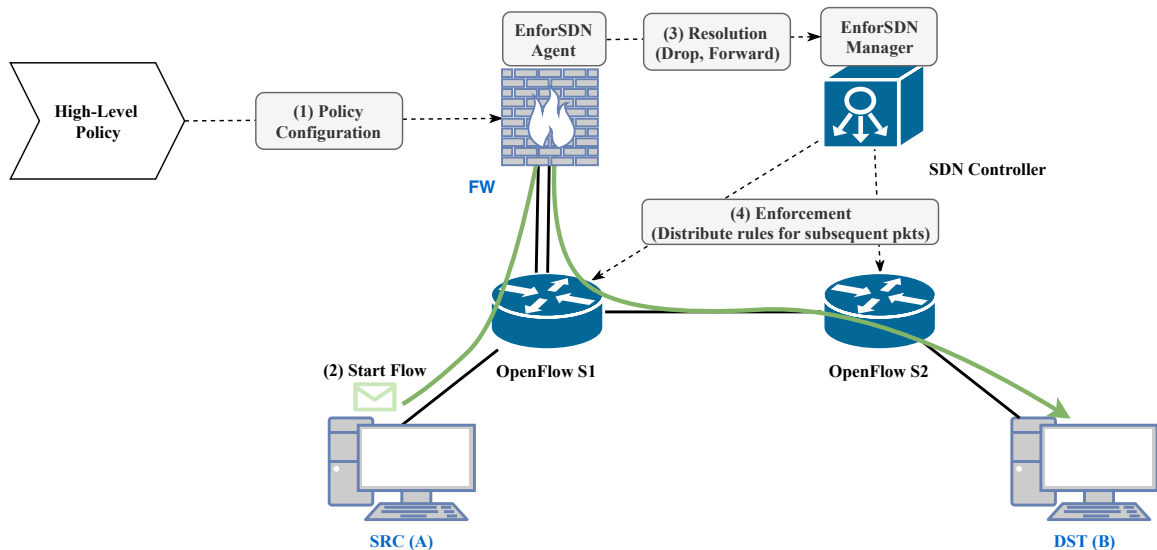 EnforSDN
Agent
(3) Resolution
(Drop, Forward)
EnforSDN
Manager
High-Level
Policy
(1) Policy
Configuration
FW
SDN Controller
(4) Enforcement
(Distribute rules for subsequent pkts)
(2) Start Flow
OpenFlow S1
OpenFlow S2
SRC (A)
DST (B)